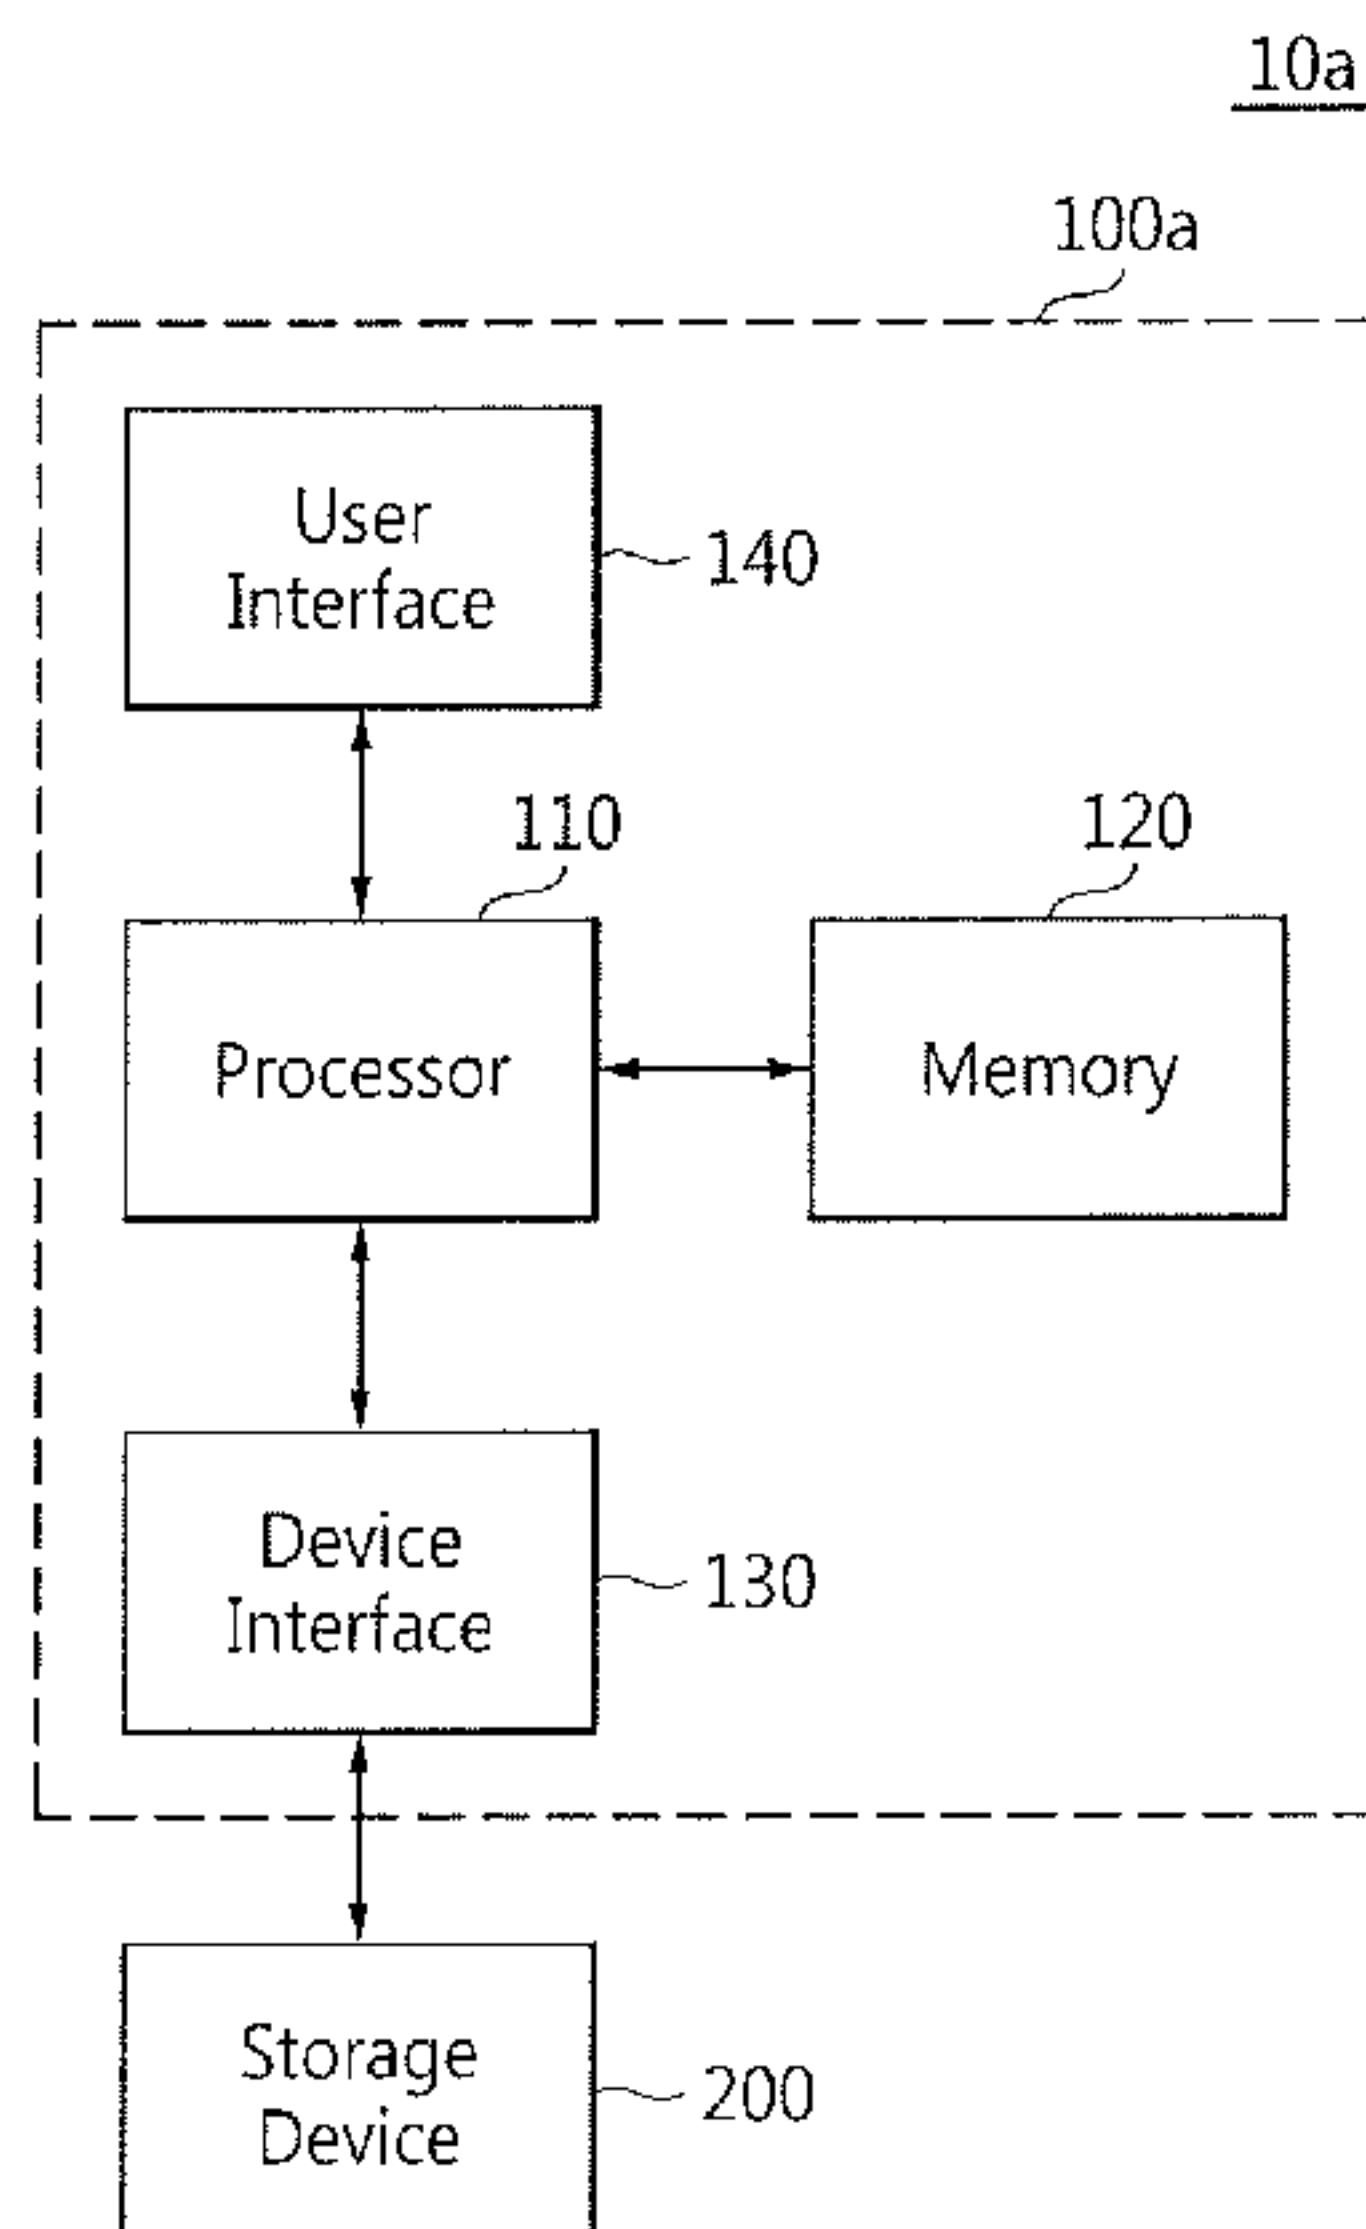 10a
100a
User
Interface
140
110
120
Processor
Memory
Device
Interface
130
Storage
Device
200